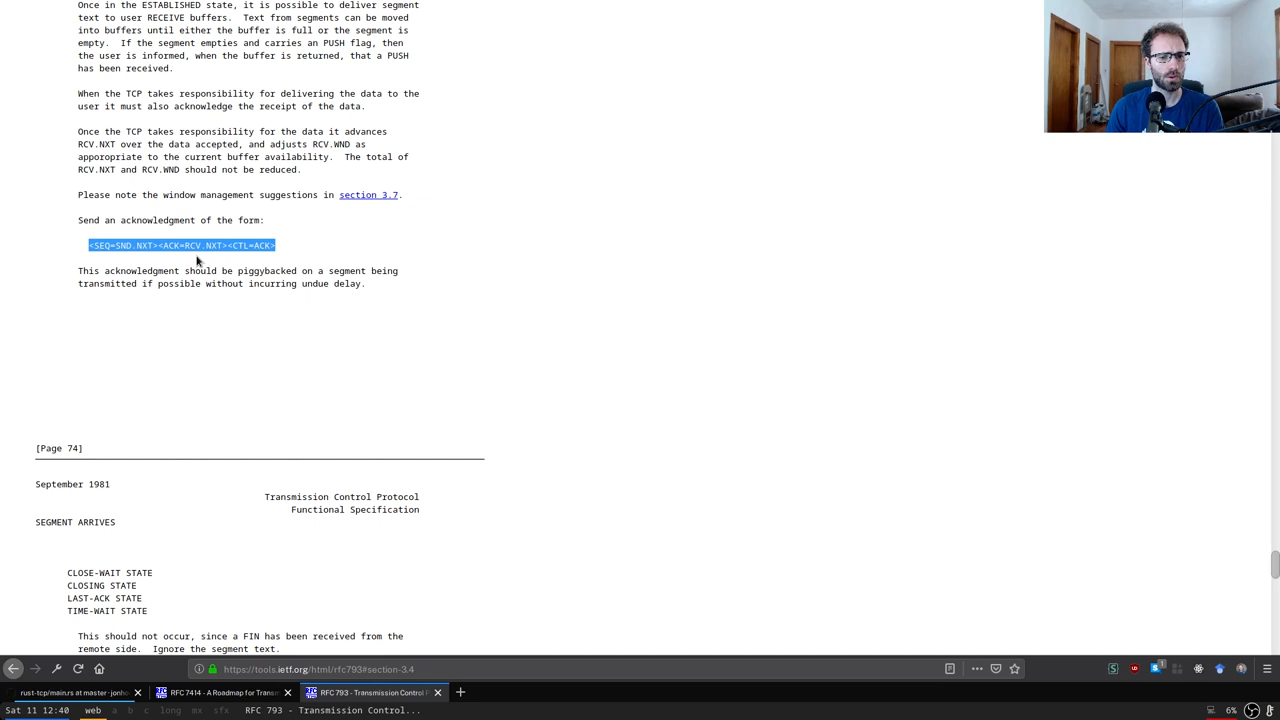 Once in the ESTABLISHED state, it is possible to deliver segment
text to user RECEIVE buffers.  Text from segments can be moved
into buffers until either the buffer is full or the segment is
empty.  If the segment empties and carries an PUSH flag, then
the user is informed, when the buffer is returned, that a PUSH
has been received.
When the TCP takes responsibility for delivering the data to the
user it must also acknowledge the receipt of the data.
Once the TCP takes responsibility for the data it advances
RCV.NXT over the data accepted, and adjusts RCV.WND as
apporopriate to the current buffer availability.  The total of
RCV.NXT and RCV.WND should not be reduced.
Please note the window management suggestions in section 3.7.
Send an acknowledgment of the form:
<SEQ=SND.NXT><ACK=RCV.NXT><CTL=ACK>
This acknowledgment should be piggybacked on a segment being
transmitted if possible without incurring undue delay.
[Page 74]
September 1981
Transmission Control Protocol
Functional Specification
SEGMENT ARRIVES
CLOSE-WAIT STATE
CLOSING STATE
LAST-ACK STATE
TIME-WAIT STATE
This should not occur, since a FIN has been received from the
remote side.  Ignore the segment text.
https://tools.ietf.org/html/rfc793#section-3.4
rust-tcp/main.rs at master · jonho
RFC 7414 - A Roadmap for Transm
RFC 793 - Transmission Control P
Sat 11 12:40 web a b c long mx sfx RFC 793 - Transmission Control... 6%